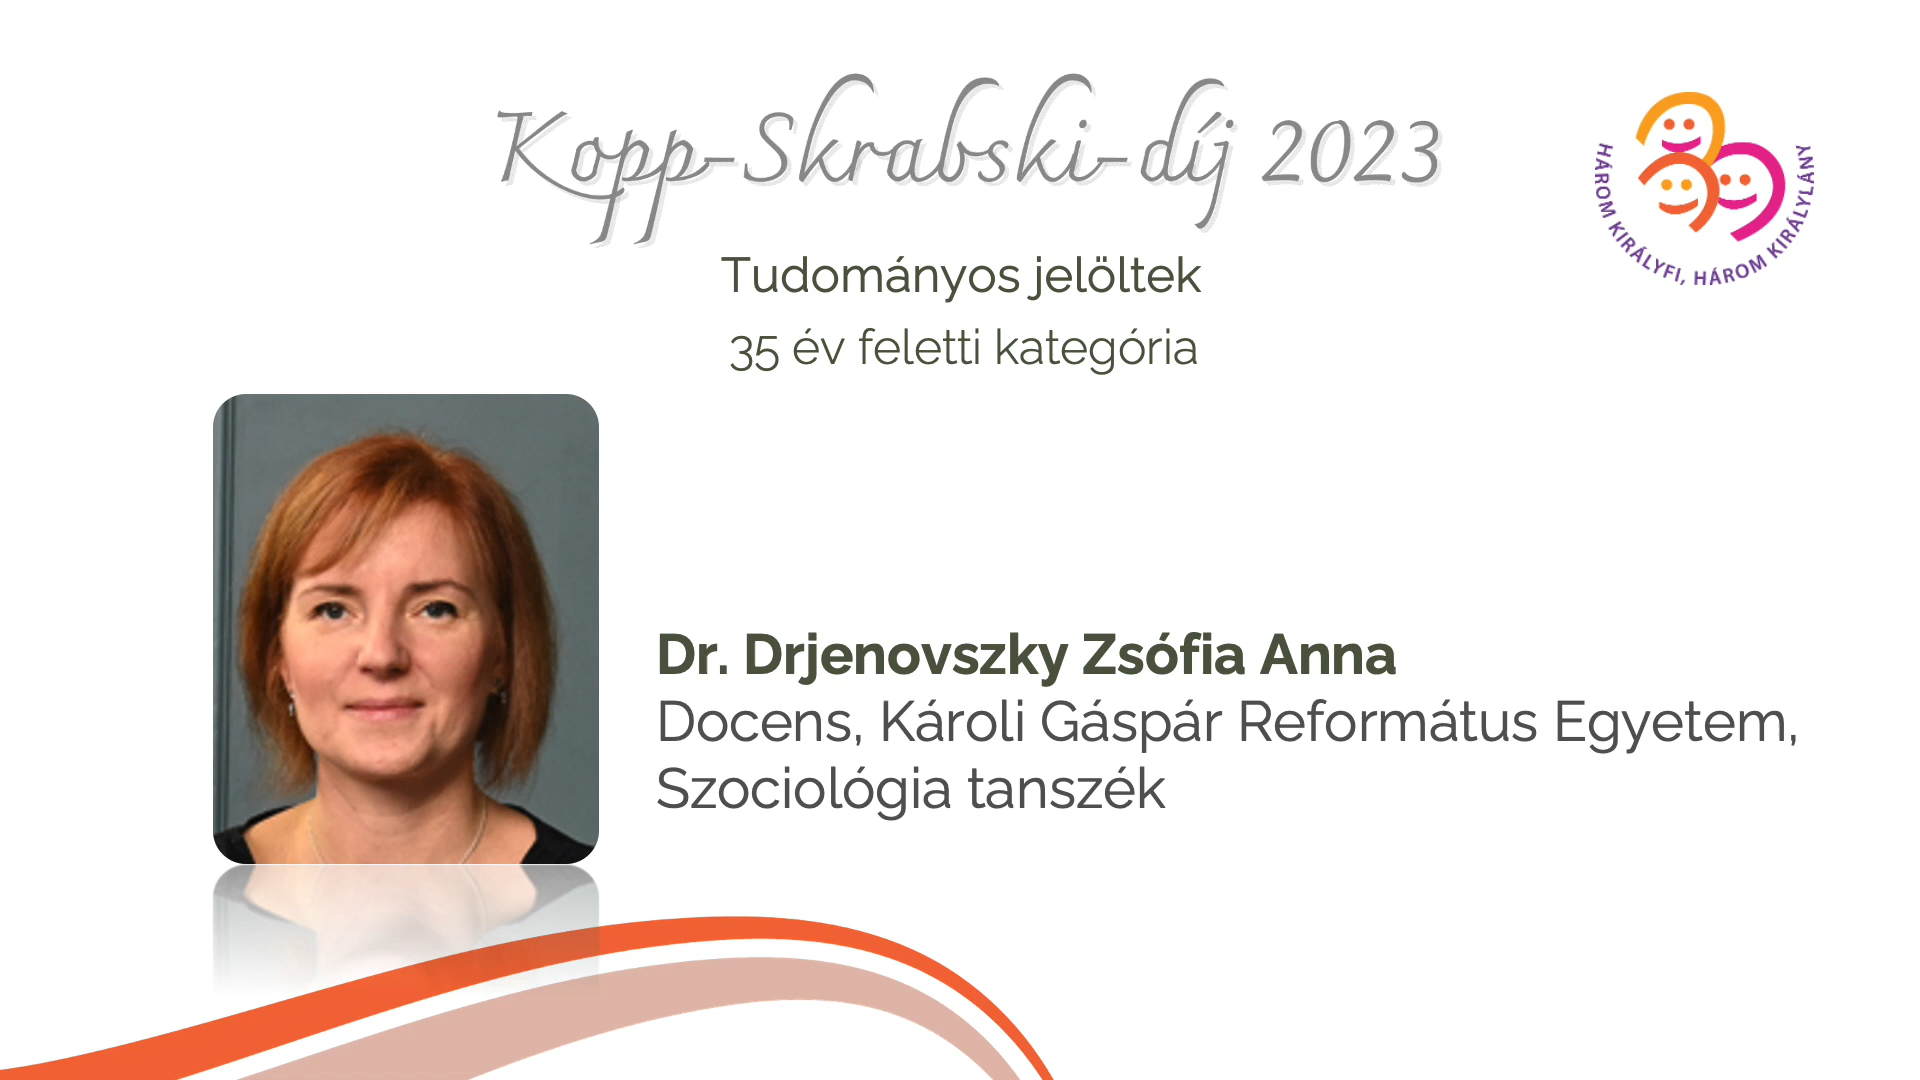 Kopp-Skrabski-díj 2023
HÁROM KIRÁLYFI, HÁROM KIRÁLYLÁNY
Tudományos jelöltek
35 év feletti kategória
Dr. Drjenovszky Zsófia Anna
Docens, Károli Gáspár Református Egyetem,
Szociológia tanszék